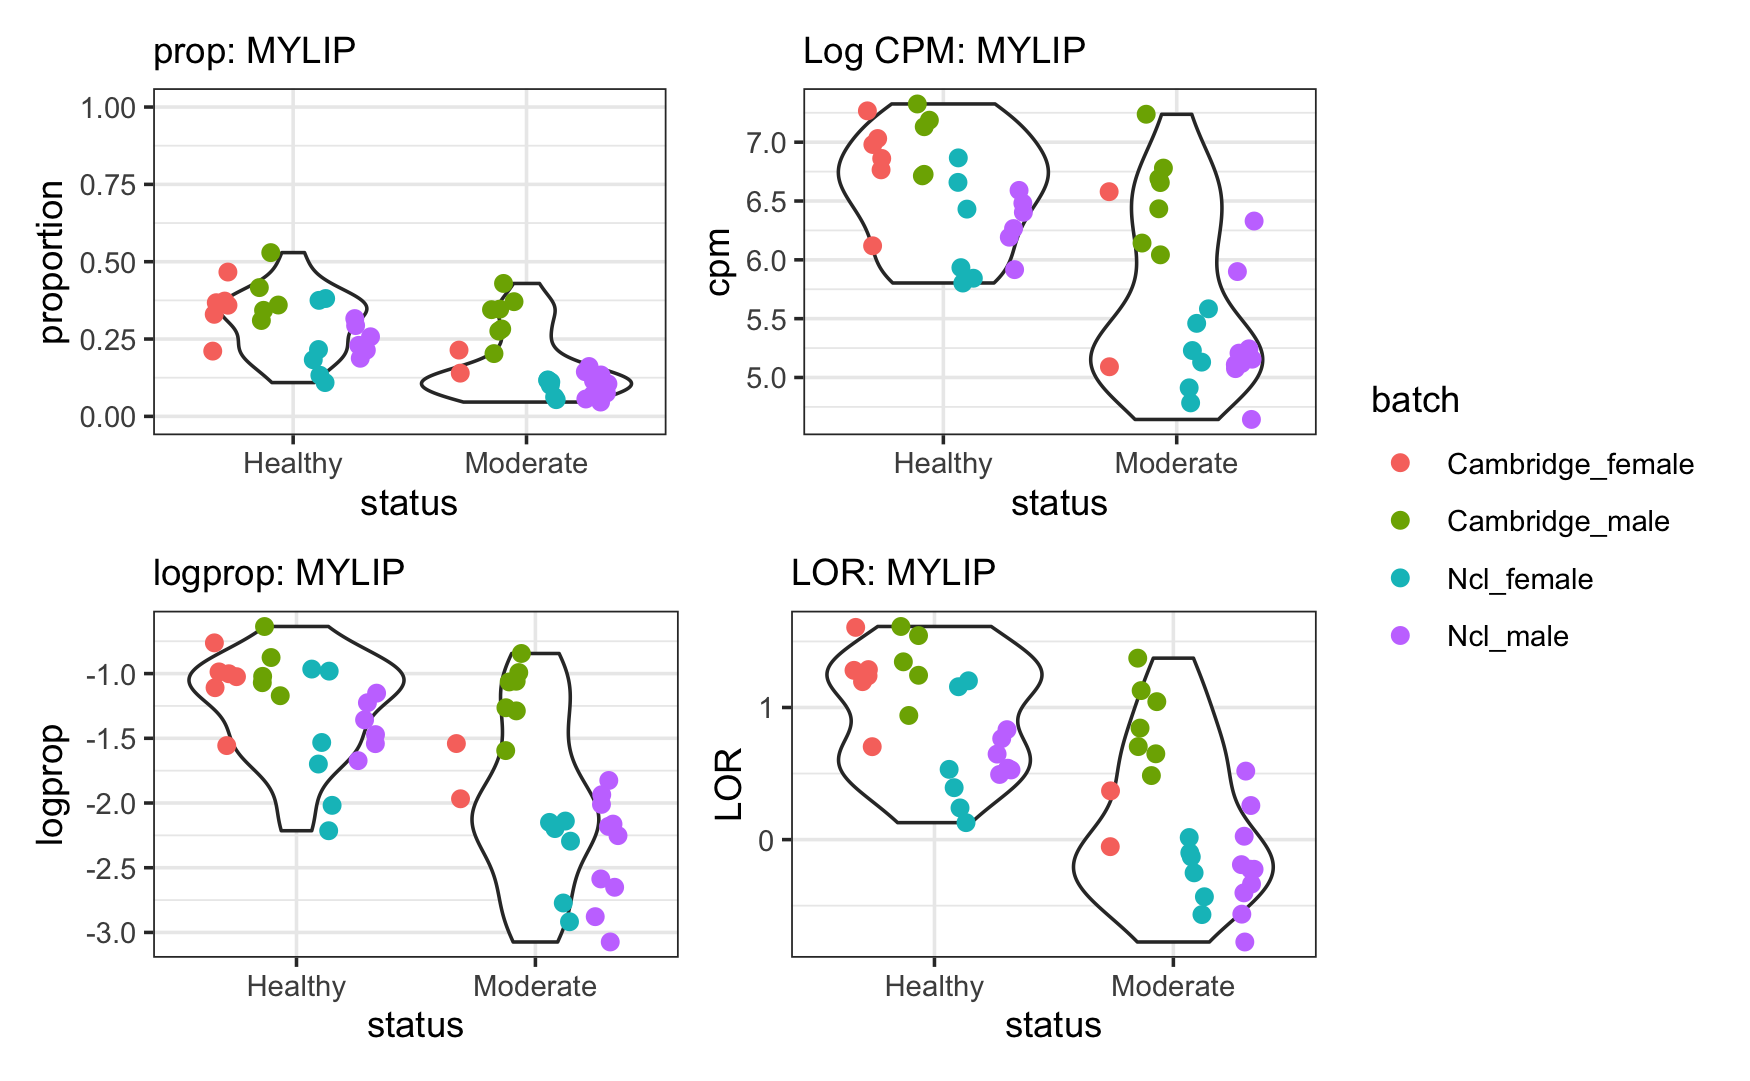 prop: MYLIP
proportion
1.00
0.75
0.50
0.25
0.00
Healthy Moderate
status
Log CPM: MYLIP
cpm
7.0
6.5
6.0
5.5
5.0
Healthy Moderate
status
logprop: MYLIP
logprop
-1.0
-1.5
-2.0
-2.5
-3.0
Healthy Moderate
status
LOR: MYLIP
LOR
1
0
Healthy Moderate
status
batch
Cambridge_female
Cambridge_male
Ncl_female
Ncl_male